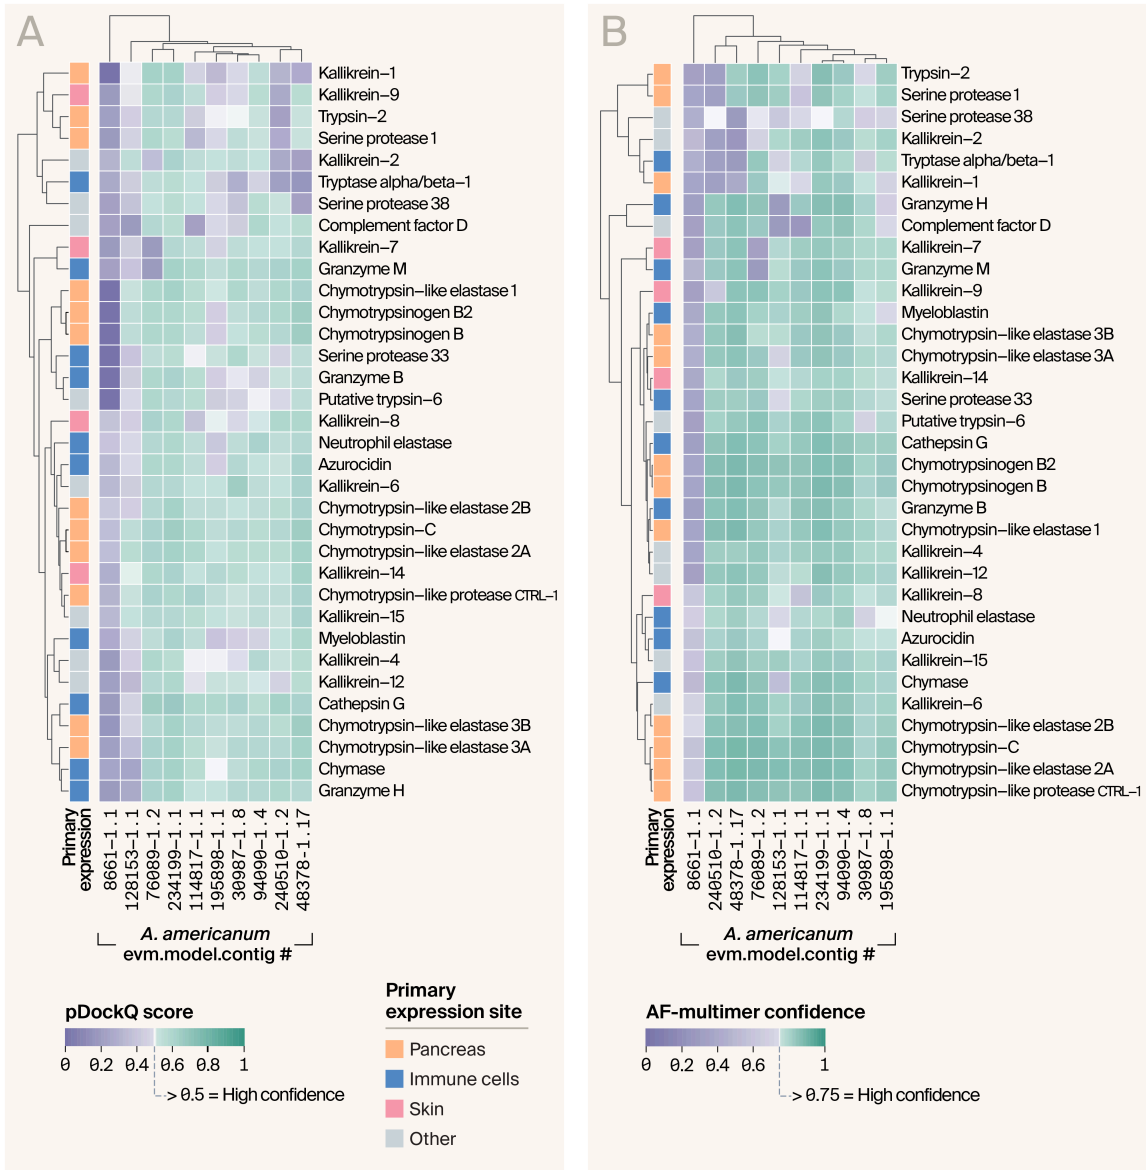 A
Kallikrein-1
Kallikrein-9
Trypsin-2
Serine protease 1
Kallikrein-2
Tryptase alpha/beta-1
Serine protease 38
Complement factor D
Kallikrein-7
Granzyme M
Chymotrypsin-like elastase 1
Chymotrypsinogen B2
Chymotrypsinogen B
Serine protease 33
Granzyme B
Putative trypsin-6
Kallikrein-8
Neutrophil elastase
Azurocidin
Kallikrein-6
Chymotrypsin-like elastase 2B
Chymotrypsin-C
Chymotrypsin-like elastase 2A
Kallikrein-14
Chymotrypsin-like protease CTRL-1
Kallikrein-15
Myeloblastin
Kallikrein-4
Kallikrein-12
Cathepsin G
Chymotrypsin-like elastase 3B
Chymotrypsin-like elastase 3A
Chymase
Granzyme H
Primary
expression
8661-1.1
128153-1.1
76089-1.2
234199-1.1
114817-1.1
195898-1.1
30987-1.8
94090-1.4
240510-1.2
48378-1.17
A. americanum
evm.model.contig #
pDockQ score
0 0.2 0.4 0.6 0.8 1
> 0.5 = High confidence
Primary
expression site
Pancreas
Immune cells
Skin
Other
B
Trypsin-2
Serine protease 1
Serine protease 38
Kallikrein-2
Tryptase alpha/beta-1
Kallikrein-1
Granzyme H
Complement factor D
Kallikrein-7
Granzyme M
Kallikrein-9
Myeloblastin
Chymotrypsin-like elastase 3B
Chymotrypsin-like elastase 3A
Kallikrein-14
Serine protease 33
Putative trypsin-6
Cathepsin G
Chymotrypsinogen B2
Chymotrypsinogen B
Granzyme B
Chymotrypsin-like elastase 1
Kallikrein-4
Kallikrein-12
Kallikrein-8
Neutrophil elastase
Azurocidin
Kallikrein-15
Chymase
Kallikrein-6
Chymotrypsin-like elastase 2B
Chymotrypsin-C
Chymotrypsin-like elastase 2A
Chymotrypsin-like protease CTRL-1
Primary
expression
8661-1.1
240510-1.2
48378-1.17
76089-1.2
128153-1.1
114817-1.1
234199-1.1
94090-1.4
30987-1.8
195898-1.1
A. americanum
evm.model.contig #
AF-multimer confidence
0 0.2 0.4 0.6 1
> 0.75 = High confidence